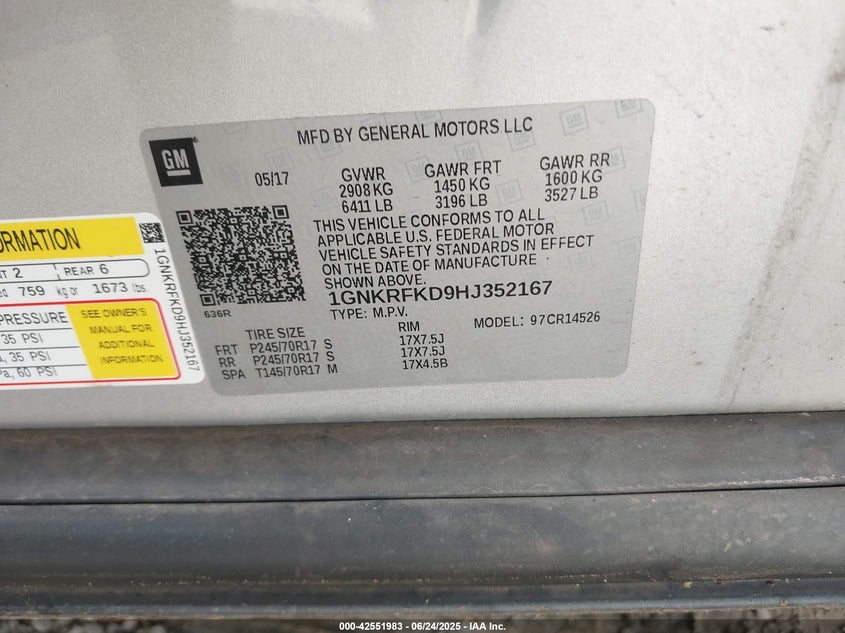 MFD BY GENERAL MOTORS LLC
GM
05/17
GVWR GAWR FRT GAWR RR
2908 KG 1450 KG 1600 KG
6411 LB 3196 LB 3527 LB
THIS VEHICLE CONFORMS TO ALL
APPLICABLE U.S. FEDERAL MOTOR
VEHICLE SAFETY STANDARDS IN EFFECT
ON THE DATE OF MANUFACTURE
SHOWN ABOVE.
636R
1GNKRFKD9HJ352167
TYPE: M.P.V.
MODEL: 97CR14526
TIRE SIZE RIM
FRT P245/70R17 S 17X7.5J
RR P245/70R17 S 17X7.5J
SPA T145/70R17 M 17X4.5B
2 REAR 6
759 kg or 1673 lbs.
PRESSURE
35 PSI
35 PSI
60 PSI
SEE OWNER'S
MANUAL FOR
ADDITIONAL
INFORMATION
1GNKRFKD9HJ352167
000-42551983 / 06/24/2025 - IAA Inc.